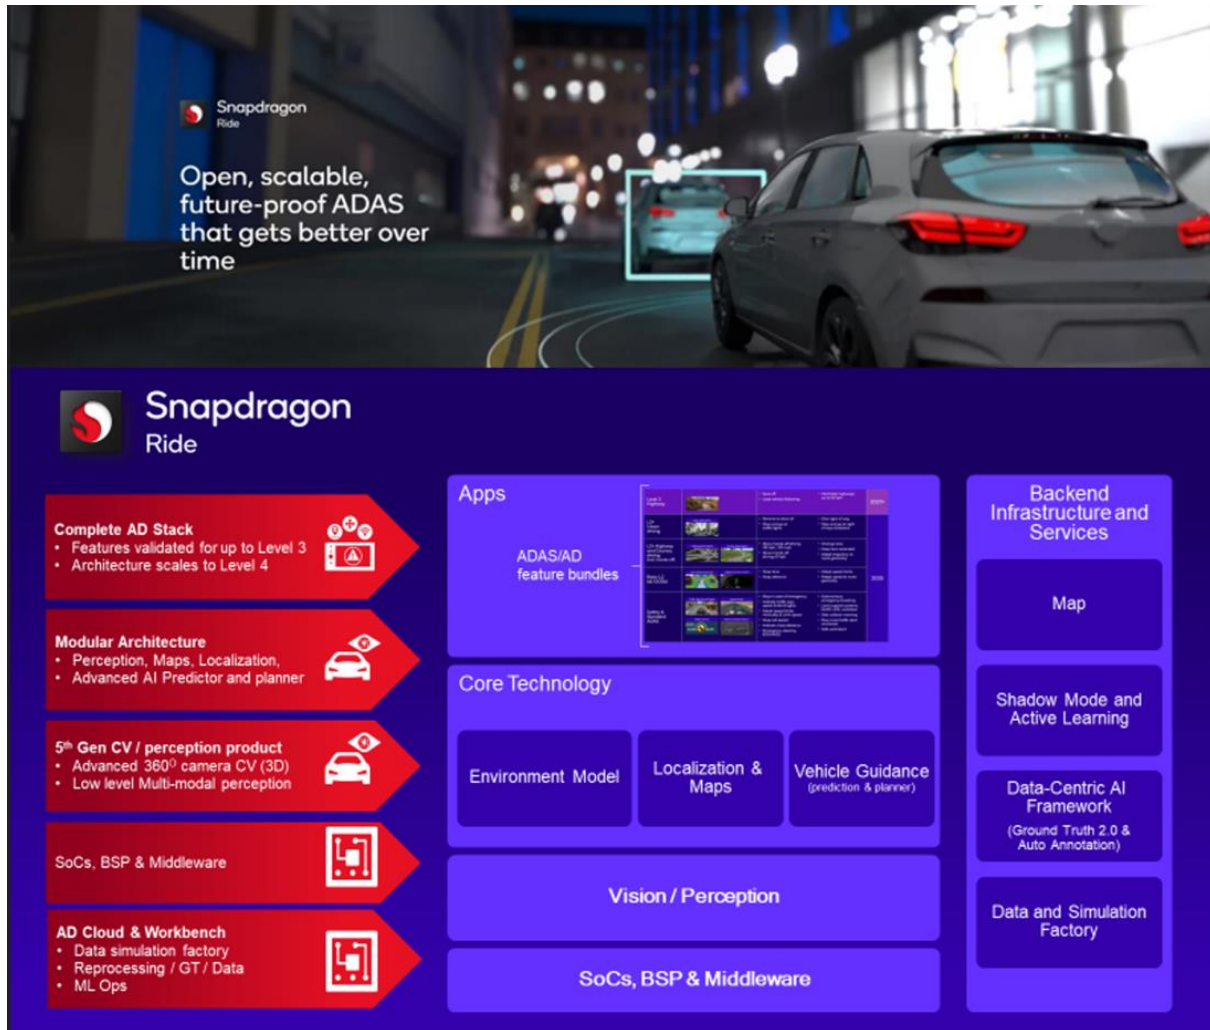 Snapdragon
Ride
Open, scalable,
future-proof ADAS
that gets better over
time
Snapdragon
Ride
Complete AD Stack
• Features validated for up to Level 3
• Architecture scales to Level 4
Modular Architecture
• Perception, Maps, Localization,
• Advanced AI Predictor and planner
5th Gen CV / perception product
• Advanced 360⁰ camera CV (3D)
• Low level Multi-modal perception
SoCs, BSP & Middleware
AD Cloud & Workbench
• Data simulation factory
• Reprocessing / GT / Data
• ML Ops
Apps
ADAS/AD
feature bundles
Core Technology
Environment Model
Localization &
Maps
Vehicle Guidance
(prediction & planner)
Vision / Perception
SoCs, BSP & Middleware
Backend
Infrastructure and
Services
Map
Shadow Mode and
Active Learning
Data-Centric AI
Framework
(Ground Truth 2.0 &
Auto Annotation)
Data and Simulation
Factory